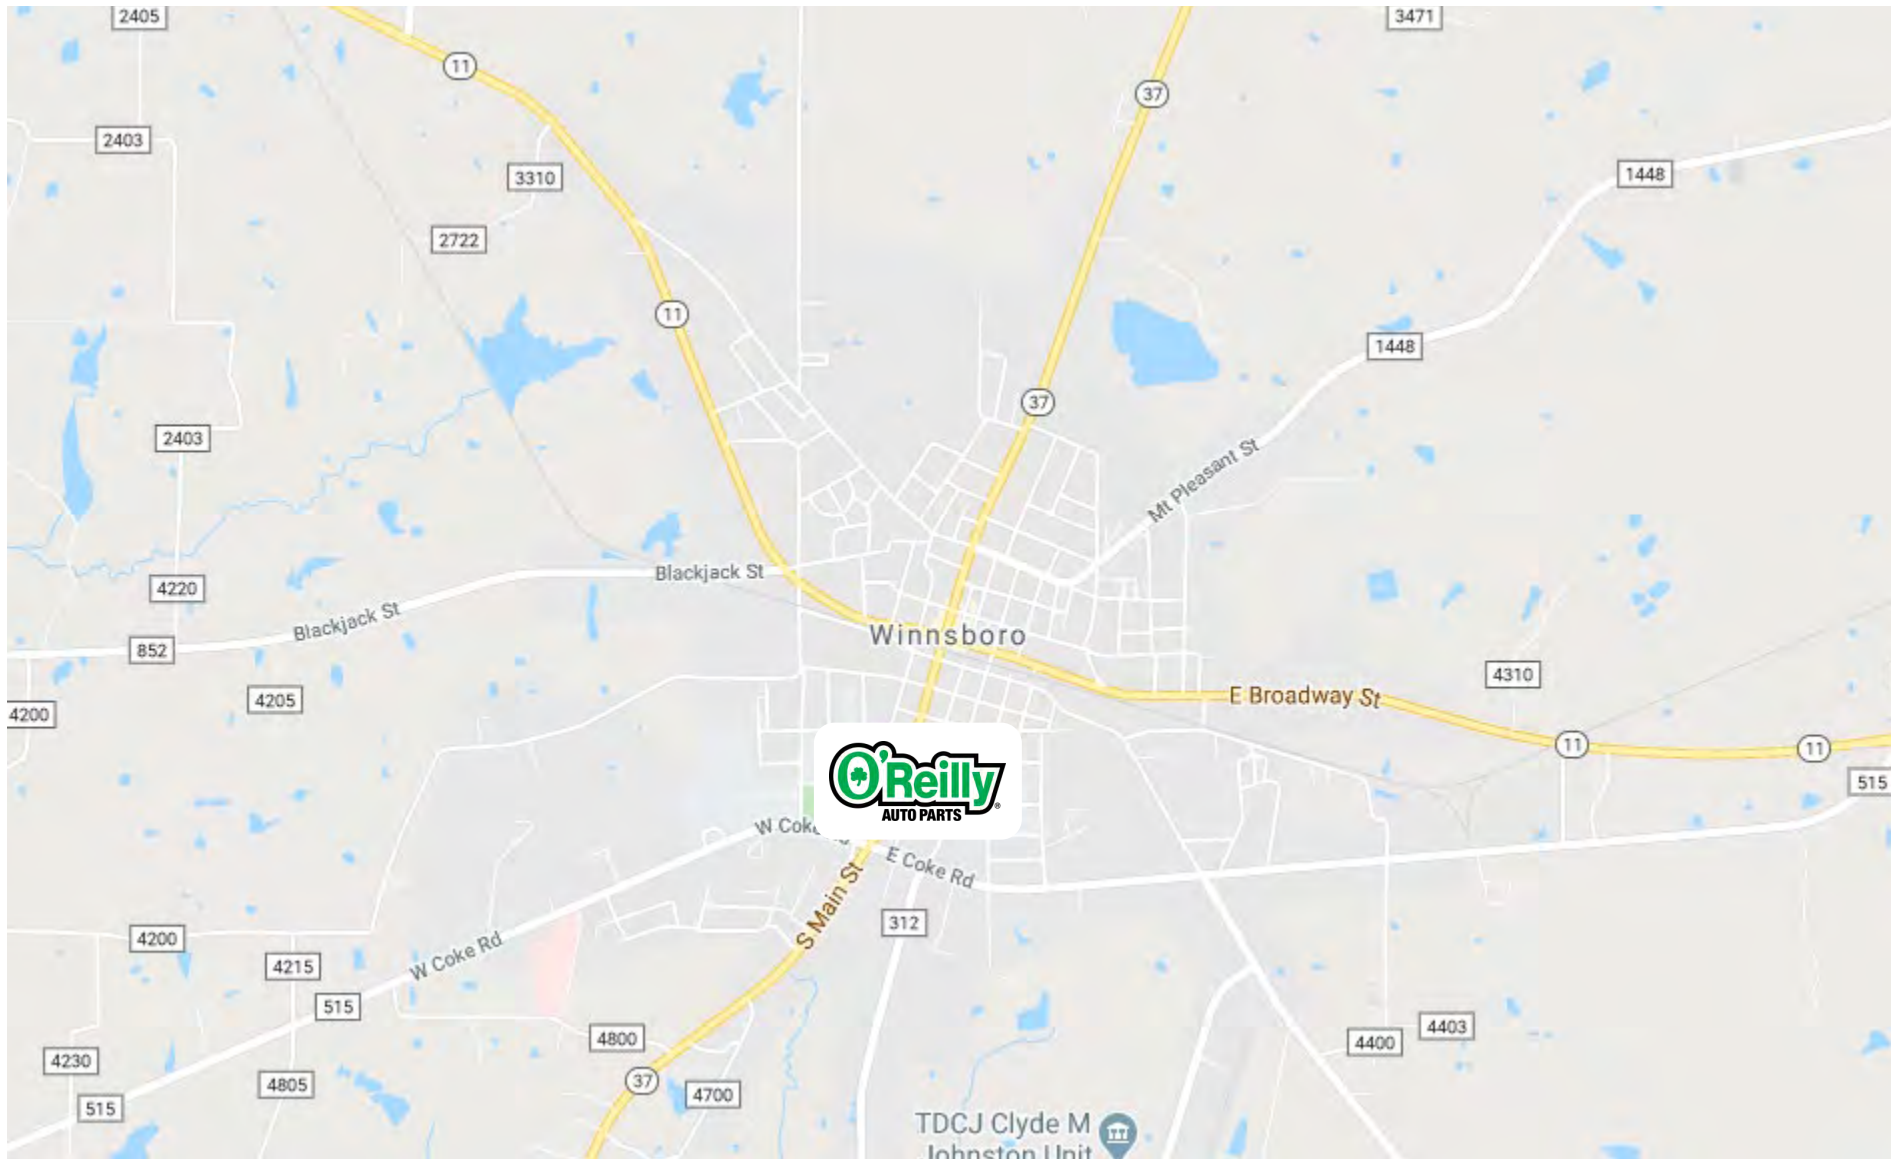 2405
3471
11
37
2403
3310
1448
2722
11
1448
37
2403
Mt Pleasant St
Blackjack St
4220
Blackjack St
852
Winnsboro
4205
4310
E Broadway St
4200
11
11
515
O'Reilly
AUTO PARTS
®
W Coke
E Coke Rd
S Main St
312
4200
W Coke Rd
4215
515
4403
4800
4400
4230
37
4805
4700
515
TDCJ Clyde M
Johnston Unit